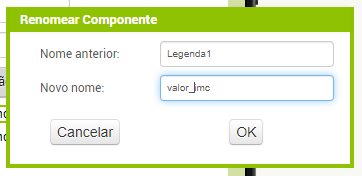 Renomear Componente
Nome anterior: Legenda1
Novo nome: valor_imc
Cancelar OK